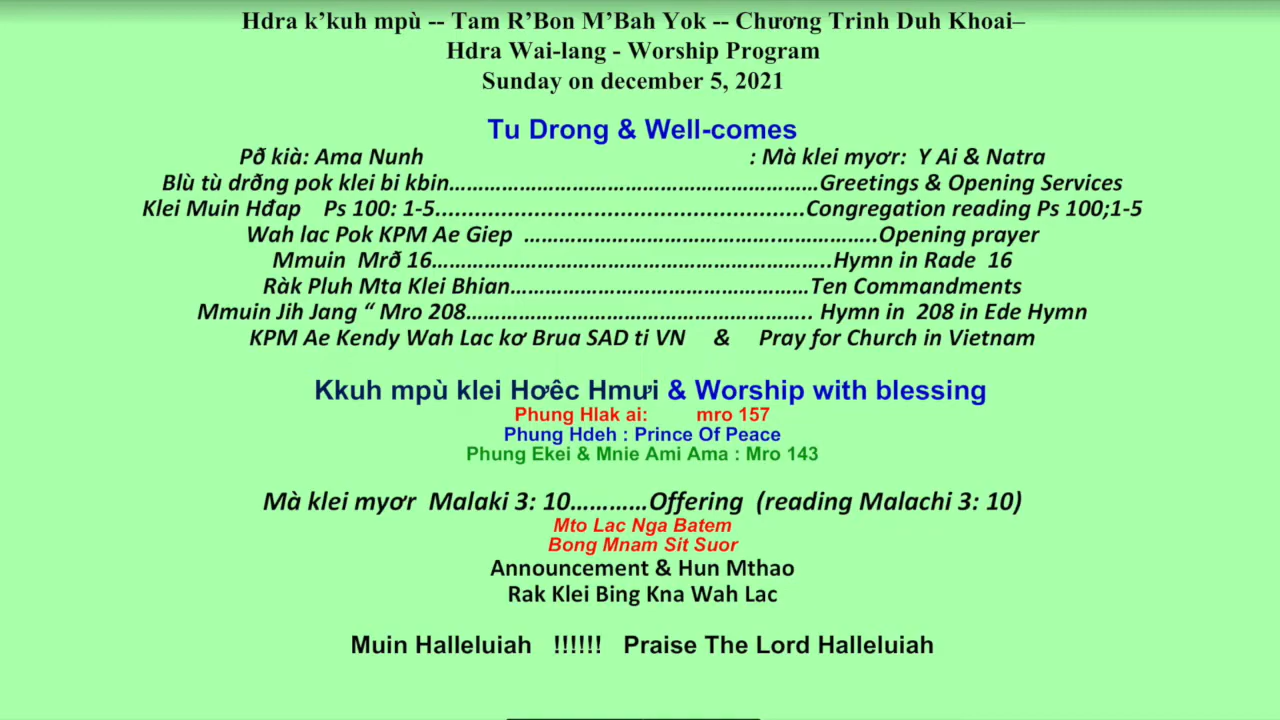 Hdra k’kuh mpù -- Tam R’Bon M’Bah Yok -- Chương Trinh Duh Khoai–
Hdra Wai-lang - Worship Program
Sunday on december 5, 2021
Tu Drong & Well-comes
Pð kià: Ama Nunh : Mà klei myơr: Y Ai & Natra
Blù tù drðng pok klei bi kbin……………………………………………………Greetings & Opening Services
Klei Muin Hđap Ps 100: 1-5......................................................Congregation reading Ps 100;1-5
Wah lac Pok KPM Ae Giep ………………………………….……………..Opening prayer
Mmuin Mrð 16………………………………………………………..Hymn in Rade 16
Ràk Pluh Mta Klei Bhian…………………………………………Ten Commandments
Mmuin Jih Jang “ Mro 208……………………………………………….. Hymn in 208 in Ede Hymn
KPM Ae Kendy Wah Lac kơ Brua SAD ti VN & Pray for Church in Vietnam
Kkuh mpù klei Hơêc Hmưi & Worship with blessing
Phung Hlak ai: mro 157
Phung Hdeh : Prince Of Peace
Phung Ekei & Mnie Ami Ama : Mro 143
Mà klei myơr Malaki 3: 10…………Offering (reading Malachi 3: 10)
Mto Lac Nga Batem
Bong Mnam Sit Suor
Announcement & Hun Mthao
Rak Klei Bing Kna Wah Lac
Muin Halleluiah !!!!!! Praise The Lord Halleluiah